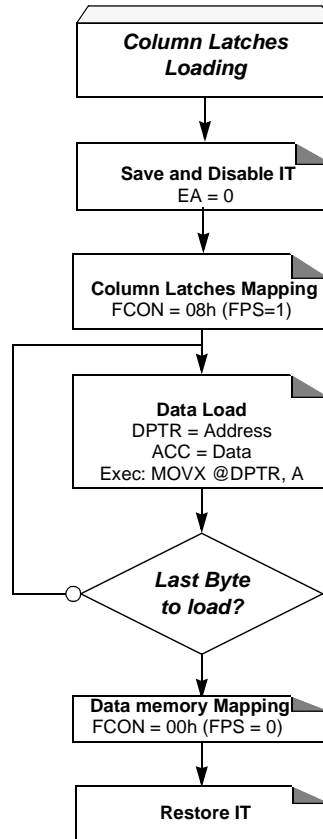 Column Latches
Loading
Save and Disable IT
EA = 0
Column Latches Mapping
FCON = 08h (FPS=1)
Data Load
DPTR = Address
ACC = Data
Exec: MOVX @DPTR, A
Last Byte
to load?
Data memory Mapping
FCON = 00h (FPS = 0)
Restore IT